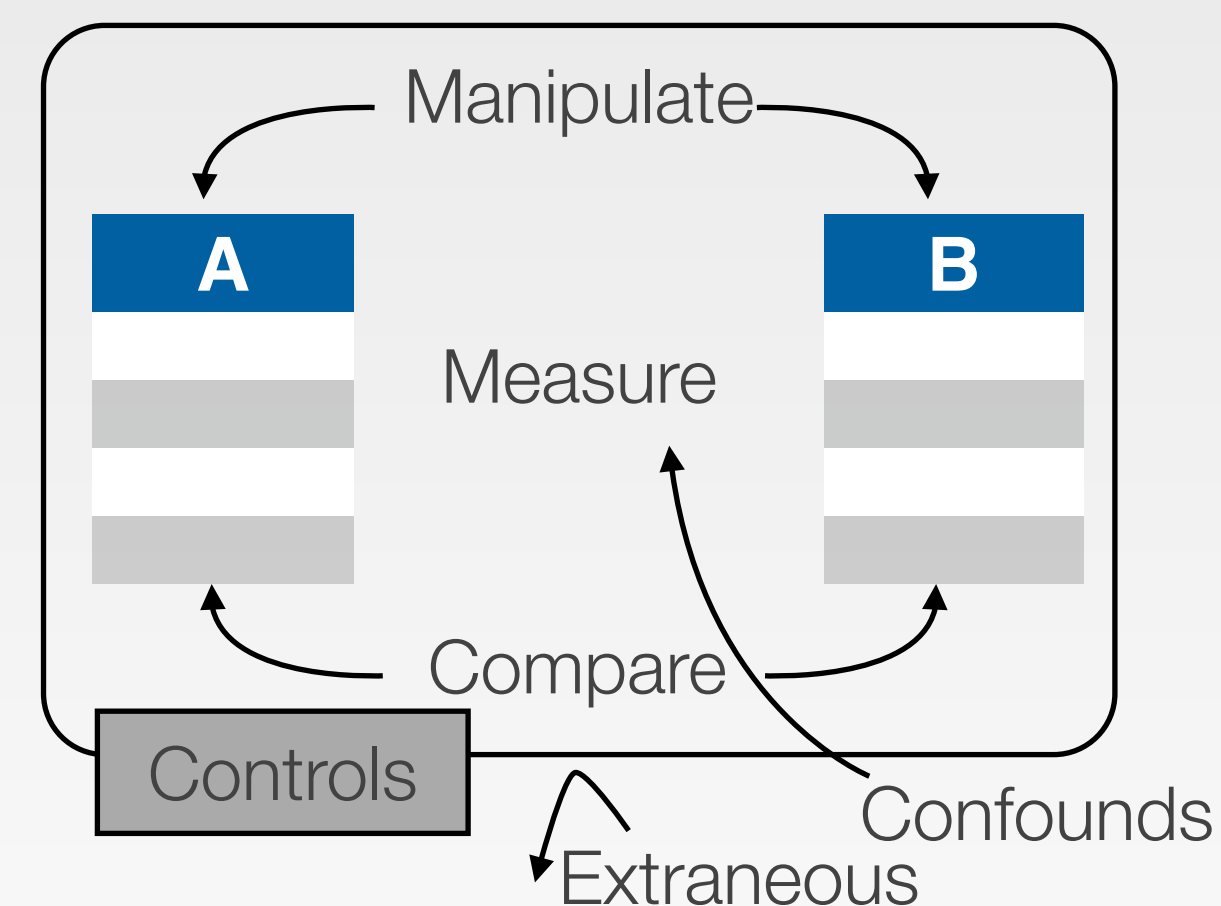 Manipulate
A
B
Measure
Compare
Controls
Confounds
Extraneous